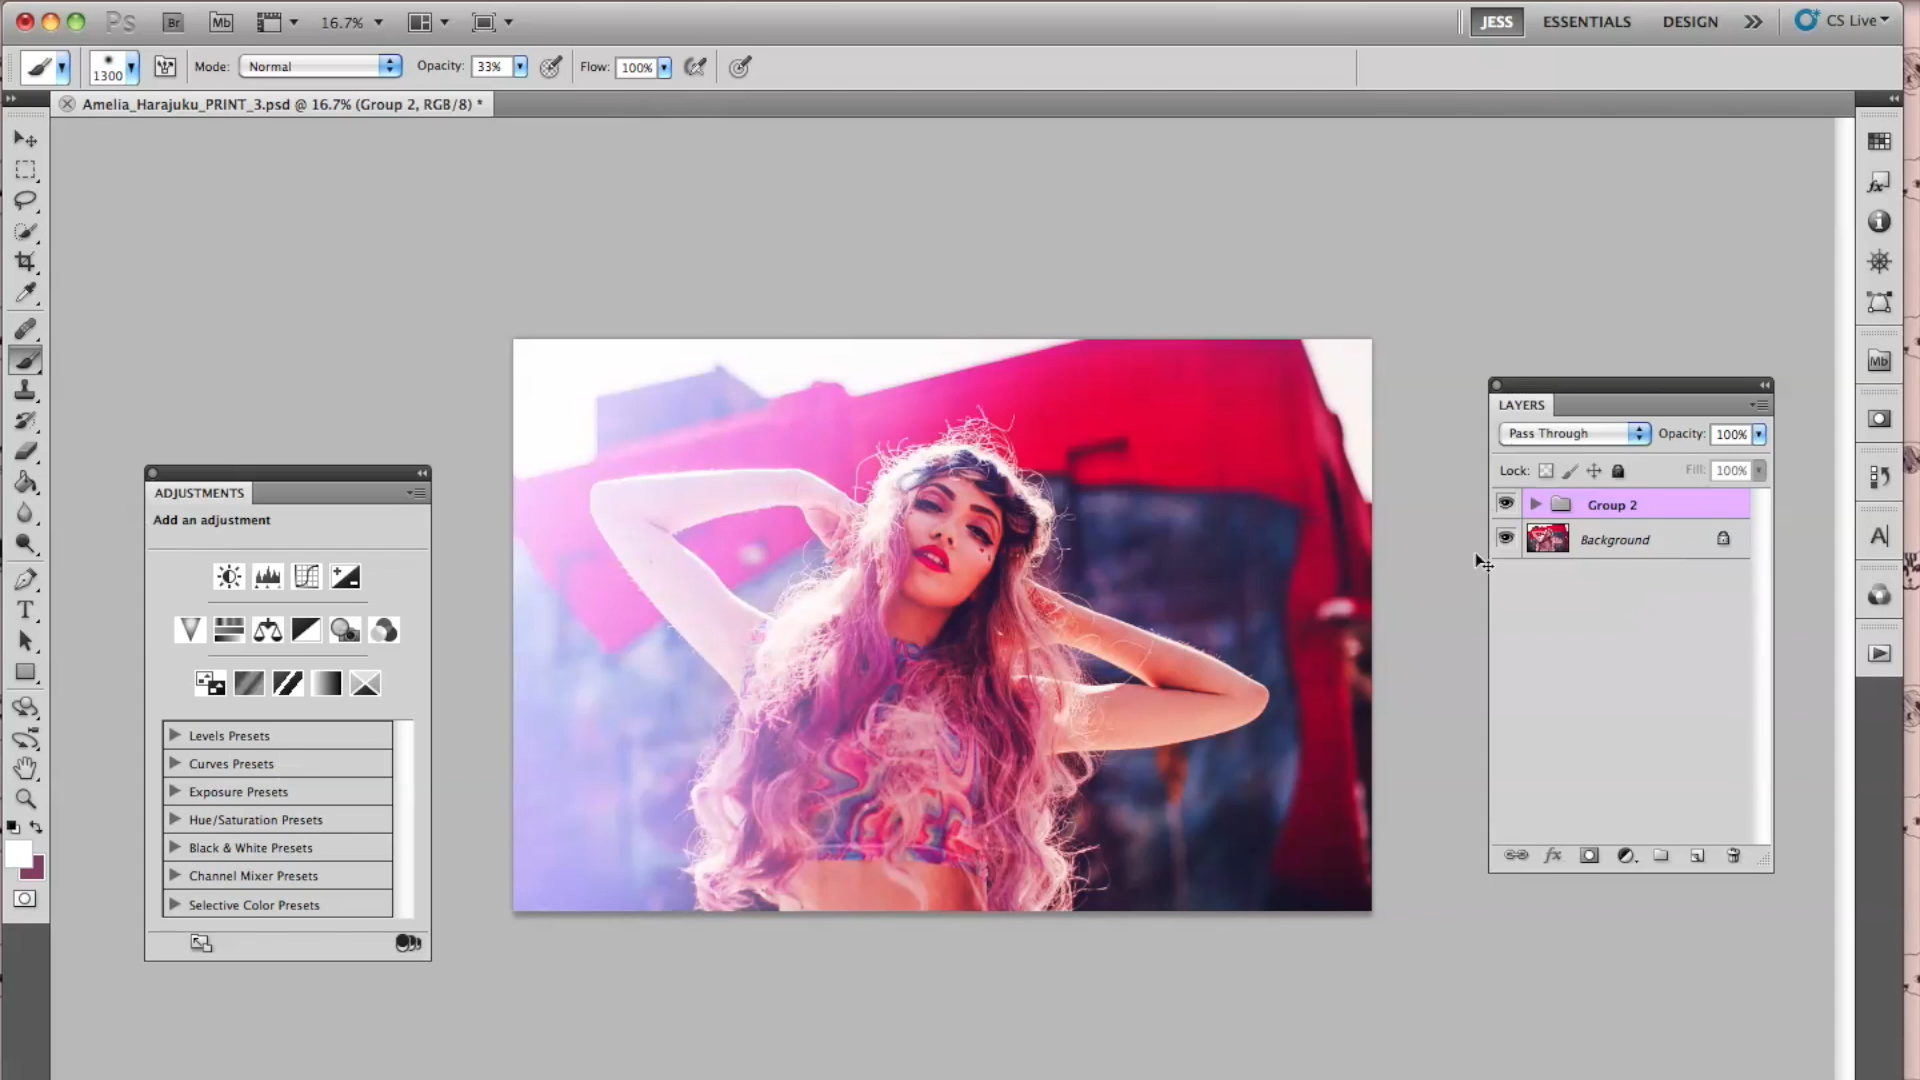 Ps Br Mb 16.7% JESS ESSENTIALS DESIGN CS Live
1300 Mode: Normal Opacity: 33% Flow: 100%
Amelia_Harajuku_PRINT_3.psd @ 16.7% (Group 2, RGB/8) *
Mb
LAYERS
Pass Through Opacity: 100%
Lock: Fill: 100%
Group 2
Background
fx
ADJUSTMENTS
Add an adjustment
Levels Presets
Curves Presets
Exposure Presets
Hue/Saturation Presets
Black & White Presets
Channel Mixer Presets
Selective Color Presets